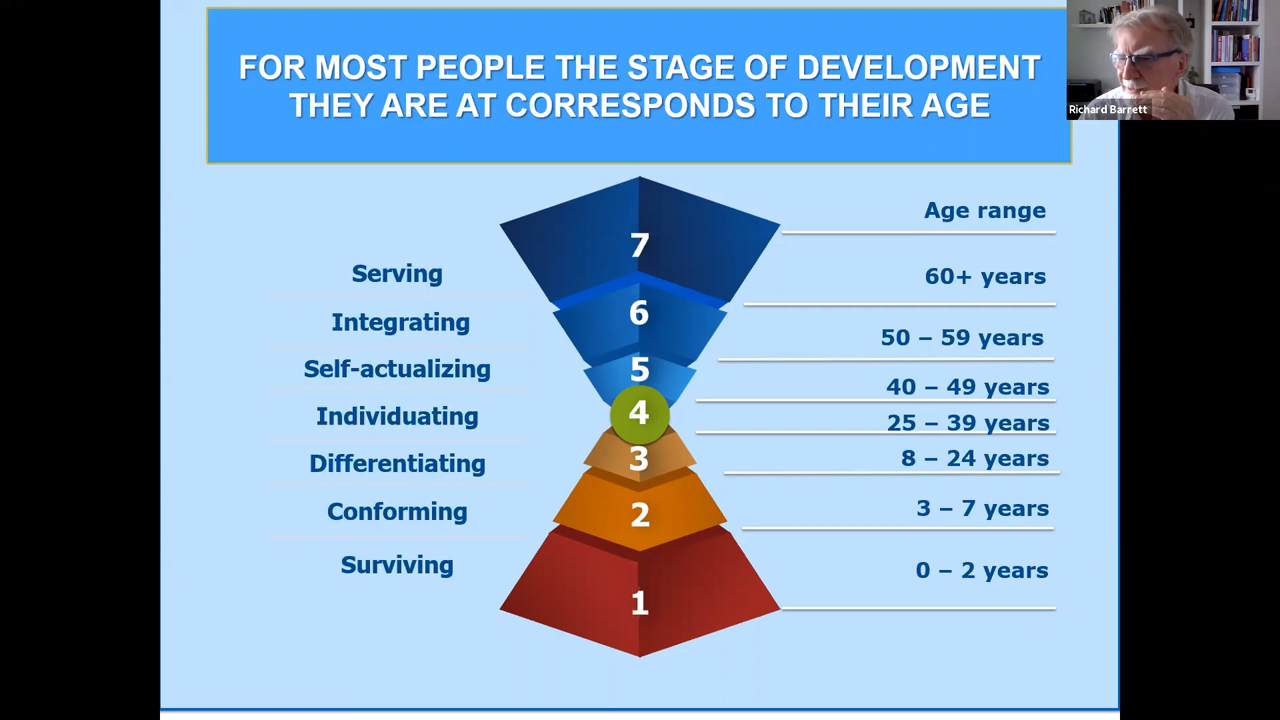 FOR MOST PEOPLE THE STAGE OF DEVELOPMENT
THEY ARE AT CORRESPONDS TO THEIR AGE
Richard Barrett
Age range
7
Serving
60+ years
6
Integrating
50 – 59 years
5
Self-actualizing
40 – 49 years
4
Individuating
25 – 39 years
3
Differentiating
8 – 24 years
2
Conforming
3 – 7 years
1
Surviving
0 – 2 years